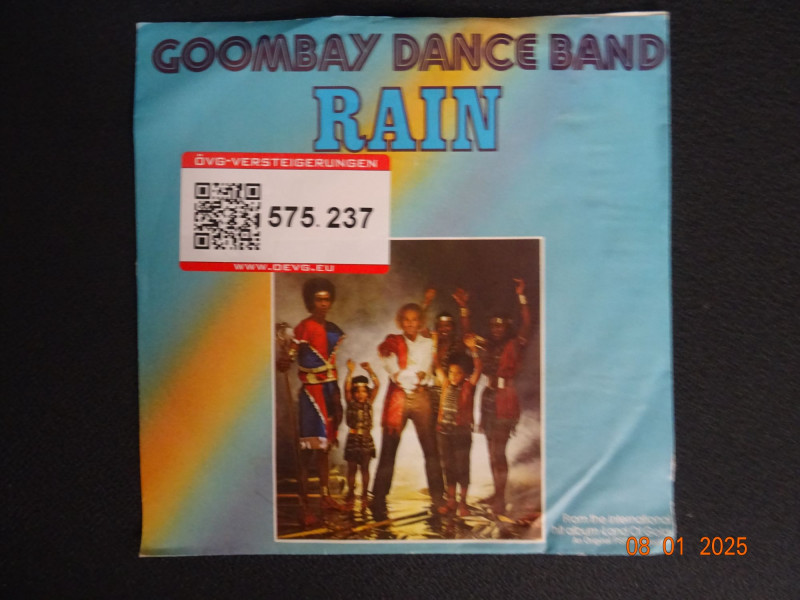 GOOMBAY DANCE BAND
RAIN
ÖVG-VERSTEIGERUNGEN
575.237
WWW.OEVG.EU
From the international
hit album Land Of
08 01 2025